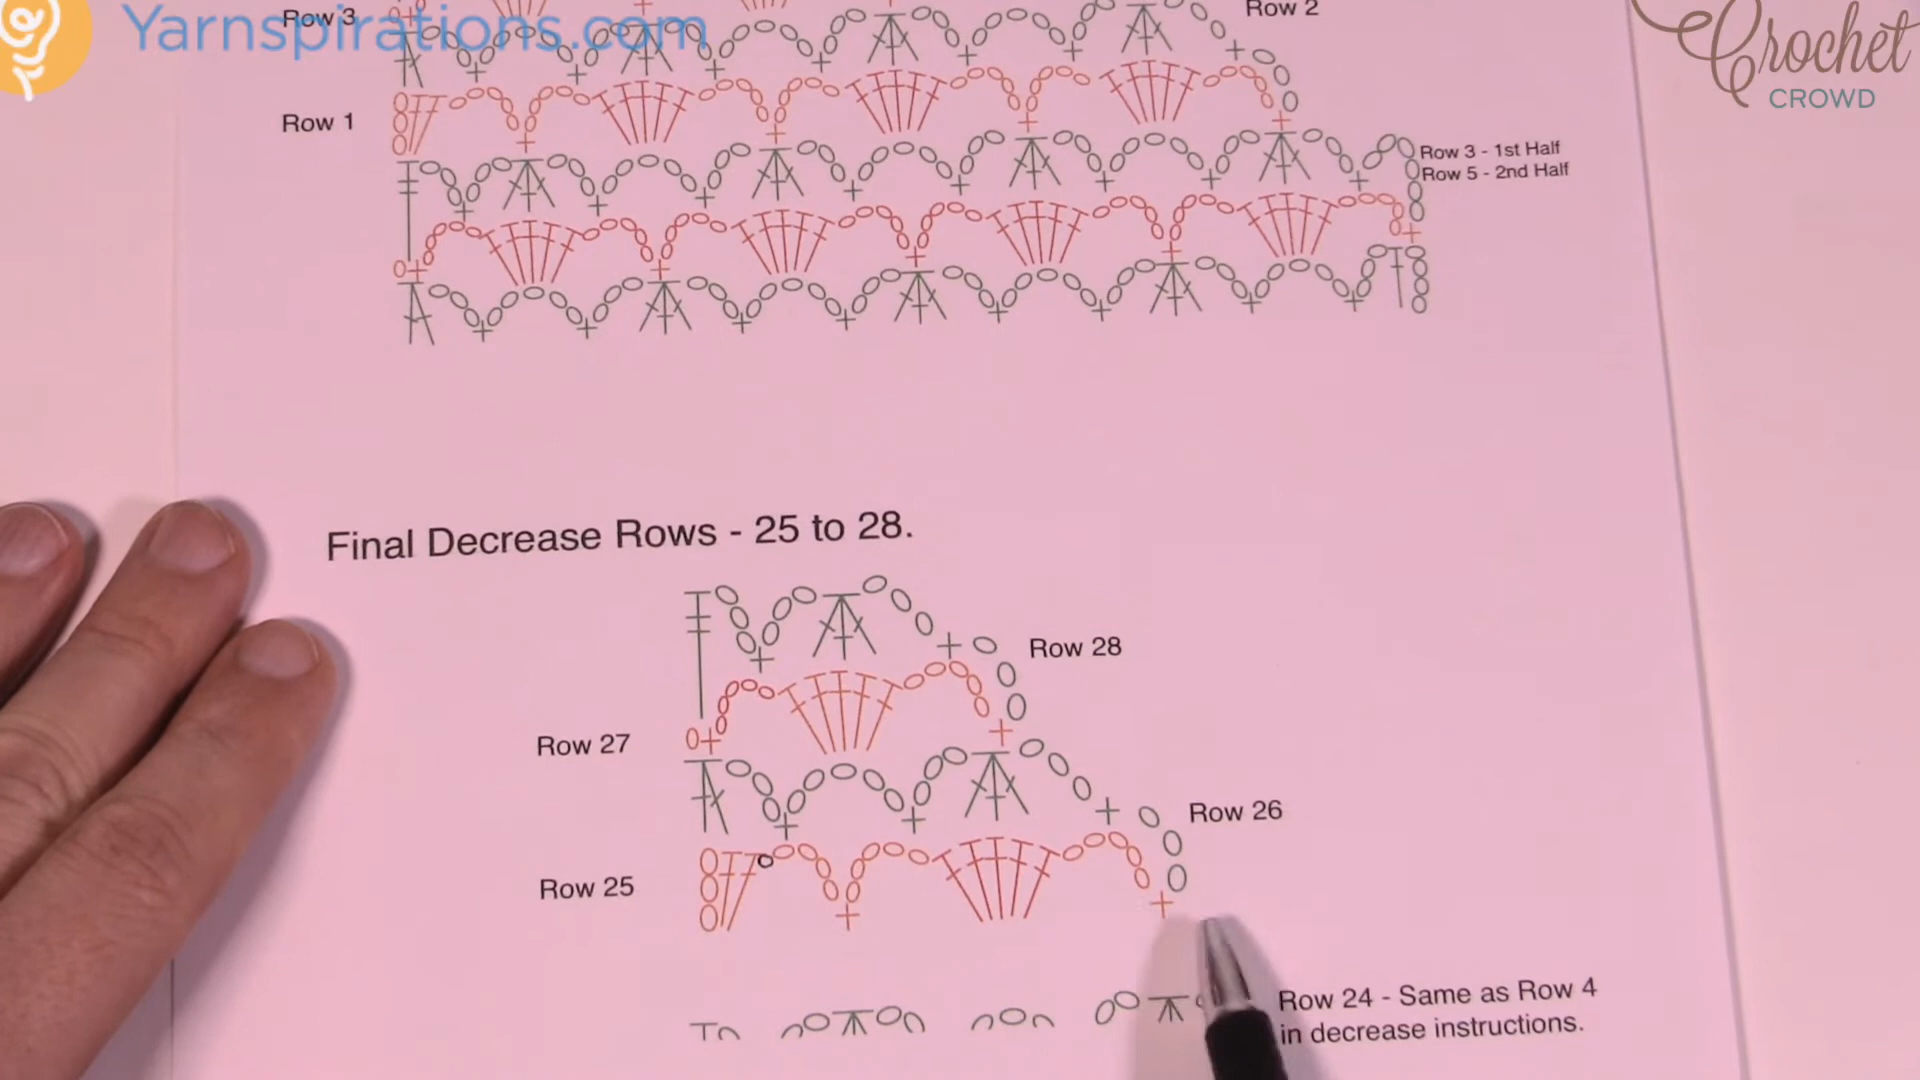 Row 3
Yarnspirations.com
Row 2
Crochet
CROWD
Row 1
Row 3 - 1st Half
Row 5 - 2nd Half
Final Decrease Rows - 25 to 28.
Row 28
Row 27
Row 26
Row 25
Row 24 - Same as Row 4
in decrease instructions.